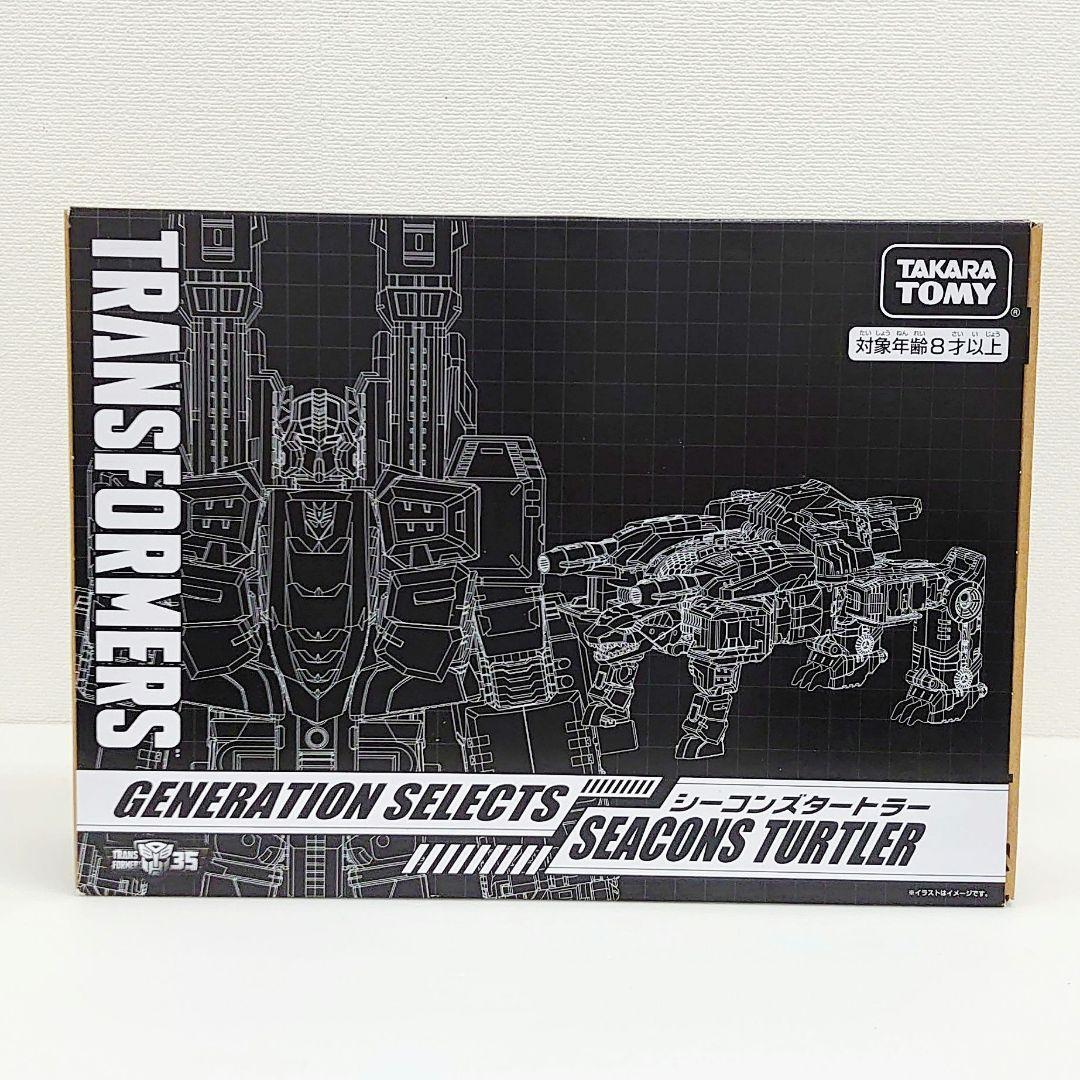 TRANSFORMERS
TAKARA
TOMY
®
たいしょう ねん れい さい い じょう
対象年齢8才以上
GENERATION SELECTS
シーコンズタートラー
SEACONS TURTLER
TRANS
FORMERS
35
※イラストはイメージです。